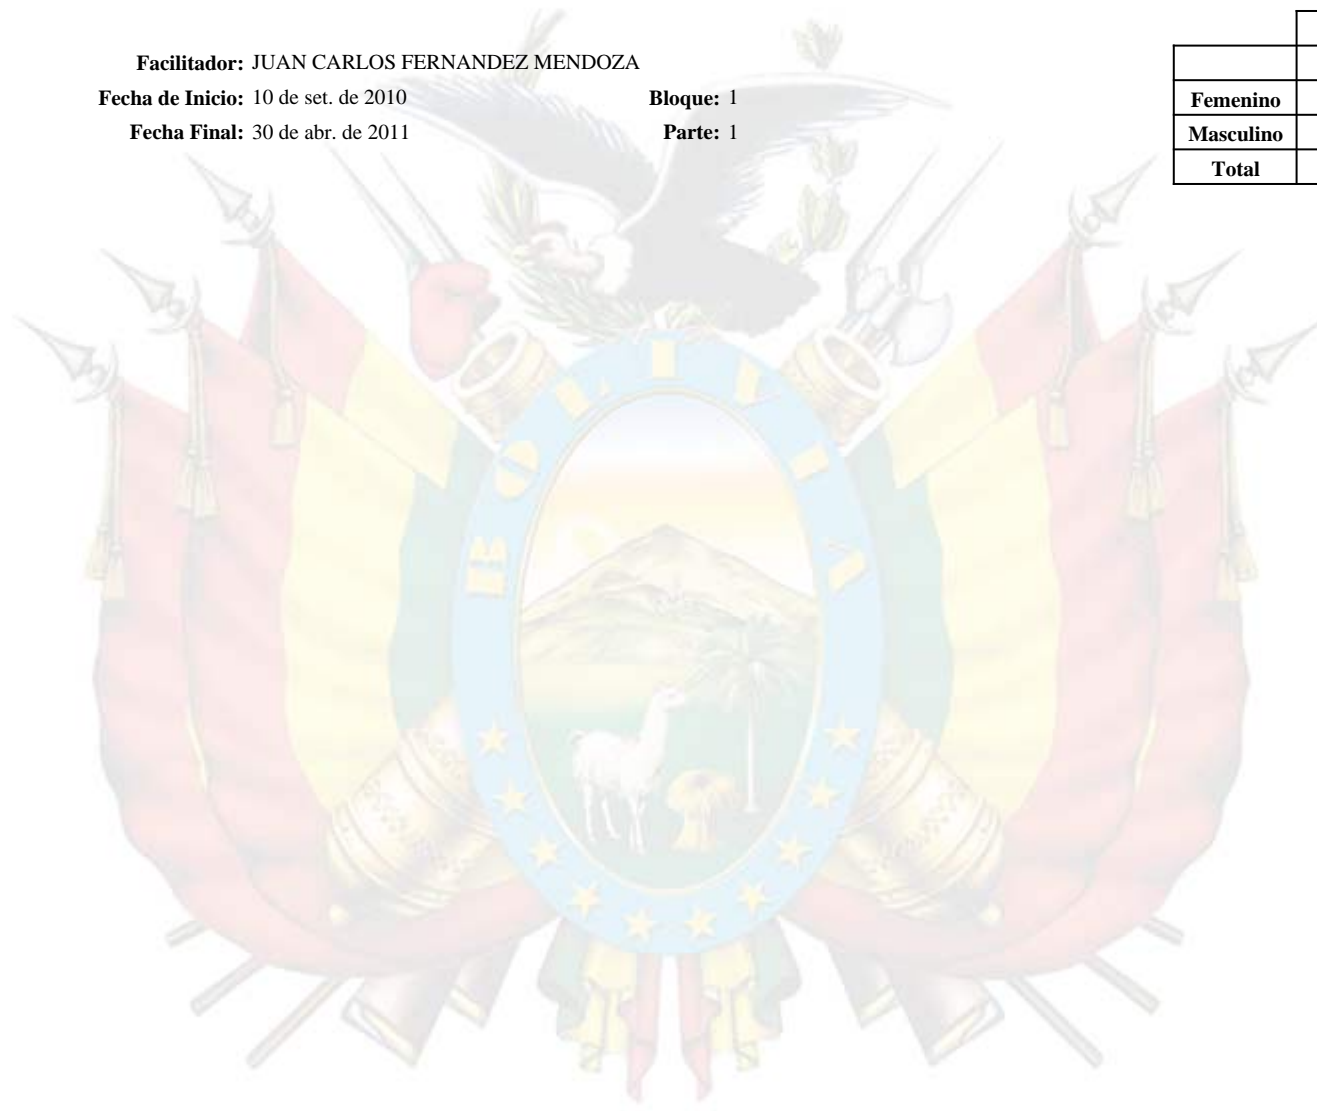 Facilitador: JUAN CARLOS FERNANDEZ MENDOZA
Fecha de Inicio: 10 de set. de 2010 Bloque: 1
Fecha Final: 30 de abr. de 2011 Parte: 1
Femenino
Masculino
Total
BOLIVIA